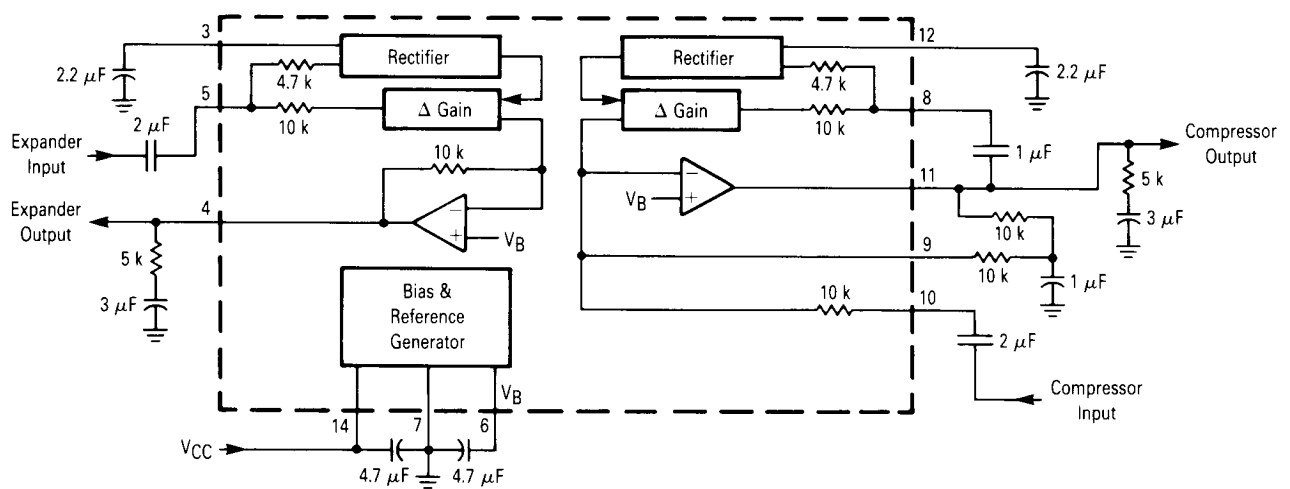 3
2.2 μF
Rectifier
4.7 k
5
10 k
Δ Gain
2 μF
Expander
Input
10 k
Expander
Output
4
5 k
3 μF
V_B
Bias &
Reference
Generator
V_B
14
7
6
V_CC
4.7 μF
4.7 μF
12
Rectifier
2.2 μF
4.7 k
8
Δ Gain
10 k
1 μF
Compressor
Output
11
V_B
5 k
3 μF
10 k
9
10 k
1 μF
10 k
10
2 μF
Compressor
Input
−
+
−
+